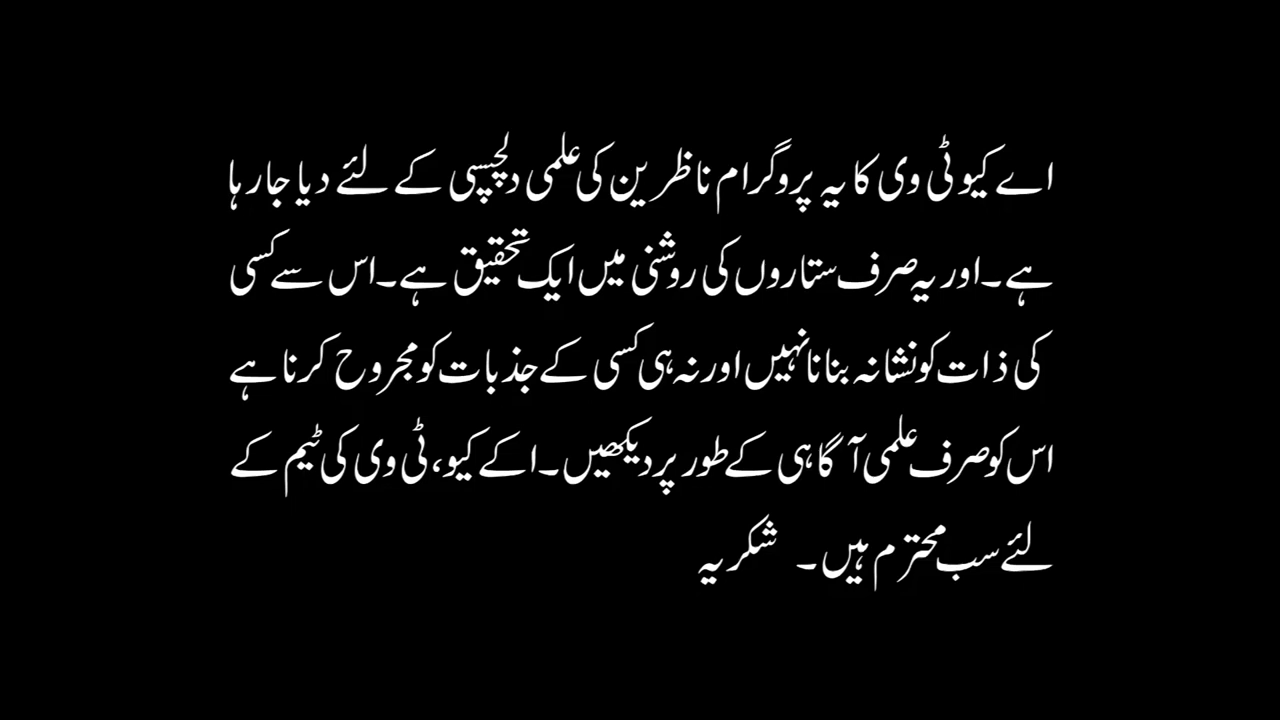 اے کیو ٹی وی کا یہ پروگرام ناظرین کی علمی دلچسپی کے لئے دیا جارہا
ہے۔ اور یہ صرف ستاروں کی روشنی میں ایک تحقیق ہے۔ اس سے کسی
کی ذات کو نشانہ بنانا نہیں اور نہ ہی کسی کے جذبات کو مجروح کرنا ہے
اس کو صرف علمی آگاہی کے طور پر دیکھیں۔ اکے کیو، ٹی وی کی ٹیم کے
لئے سب محترم ہیں۔ شکریہ